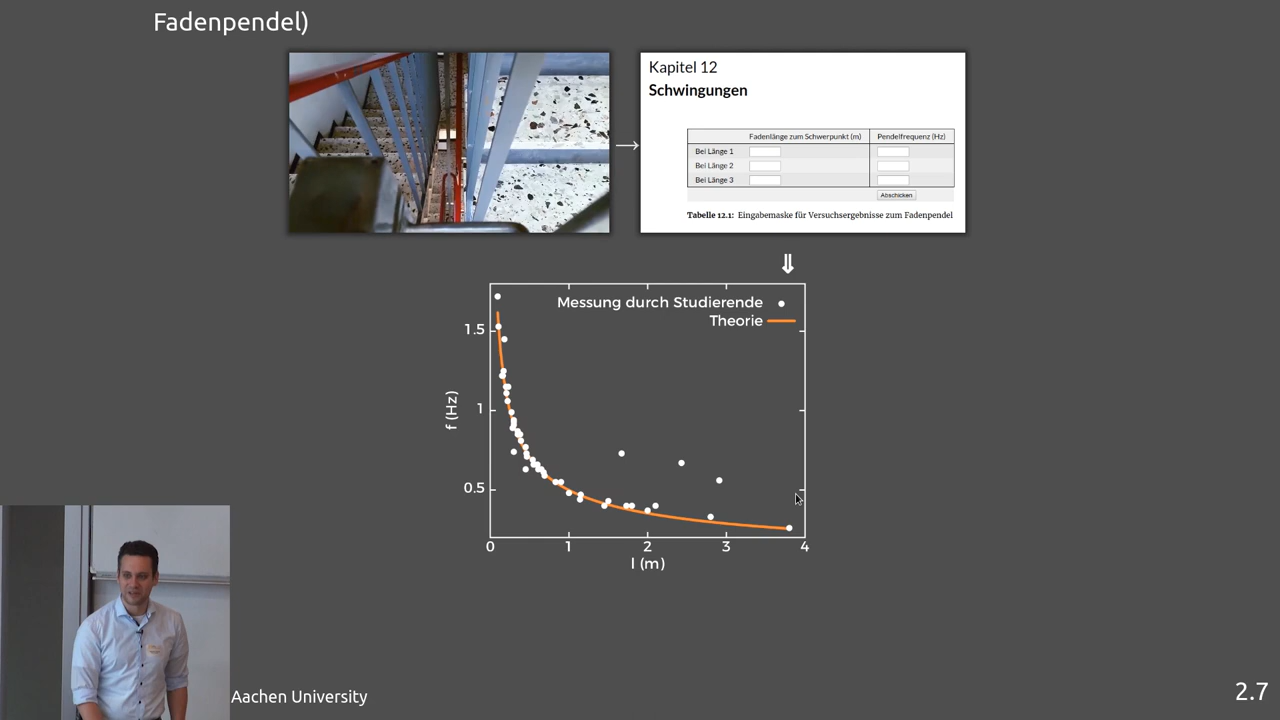 Fadenpendel)
→
Kapitel 12
Schwingungen
Fadenlänge zum Schwerpunkt (m) Pendelfrequenz (Hz)
Bei Länge 1
Bei Länge 2
Bei Länge 3
Abschicken
Tabelle 12.1: Eingabemaske für Versuchsergebnisse zum Fadenpendel
⇓
Messung durch Studierende
Theorie
1.5
1
0.5
f (Hz)
0 1 2 3 4
l (m)
Aachen University
2.7